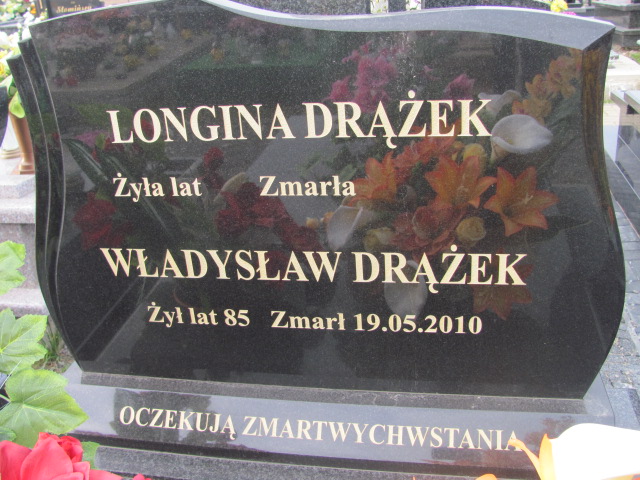 LONGINA DRĄŻEK
Żyła lat Zmarła
WŁADYSŁAW DRĄŻEK
Żył lat 85 Zmarł 19.05.2010
OCZEKUJĄ ZMARTWYCHWSTANIA